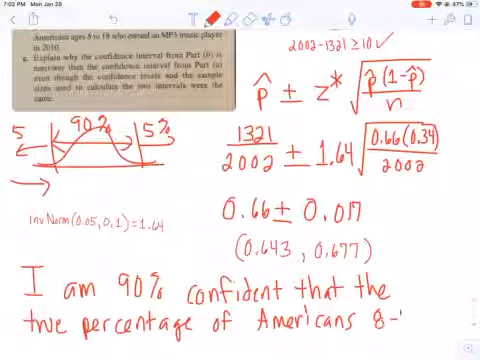 7:02 PM Mon Jan 28
47%
Americans ages 8 to 18 who owned an MP3 music player
in 2010.
c. Explain why the confidence interval from Part (b) is
narrower than the confidence interval from Part (a)
even though the confidence levels and the sample
sizes used to calculate the two intervals were the
same.
2002-1321≥10✓
p̂ ± z* √(p̂(1-p̂)/n)
5 90% 5%
1321/2002 ± 1.64 √(0.66(0.34)/2002)
InvNorm(0.05,0,1)=1.64
0.66 ± 0.017
(0.643, 0.677)
I am 90% confident that the
true percentage of Americans 8-